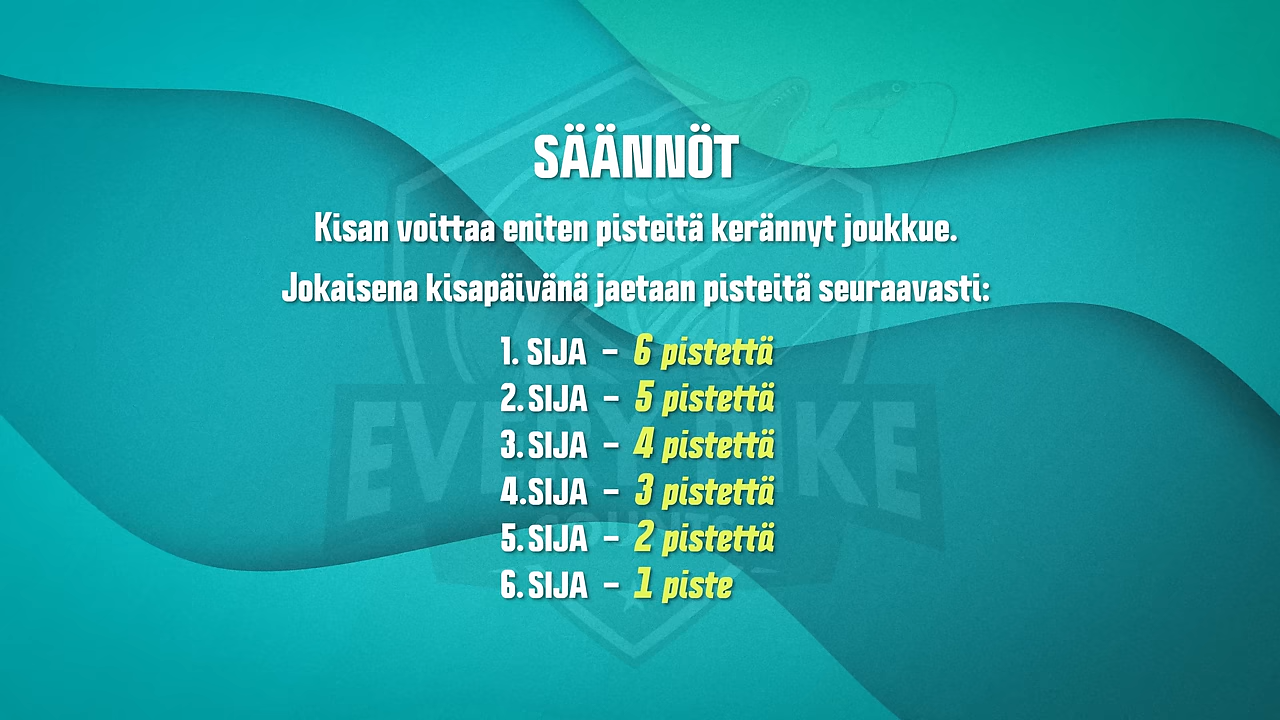 SÄÄNNÖT
Kisan voittaa eniten pisteitä kerännyt joukkue.
Jokaisena kisapäivänä jaetaan pisteitä seuraavasti:
1. SIJA – 6 pistettä
2. SIJA – 5 pistettä
3. SIJA – 4 pistettä
4. SIJA – 3 pistettä
5. SIJA – 2 pistettä
6. SIJA – 1 piste